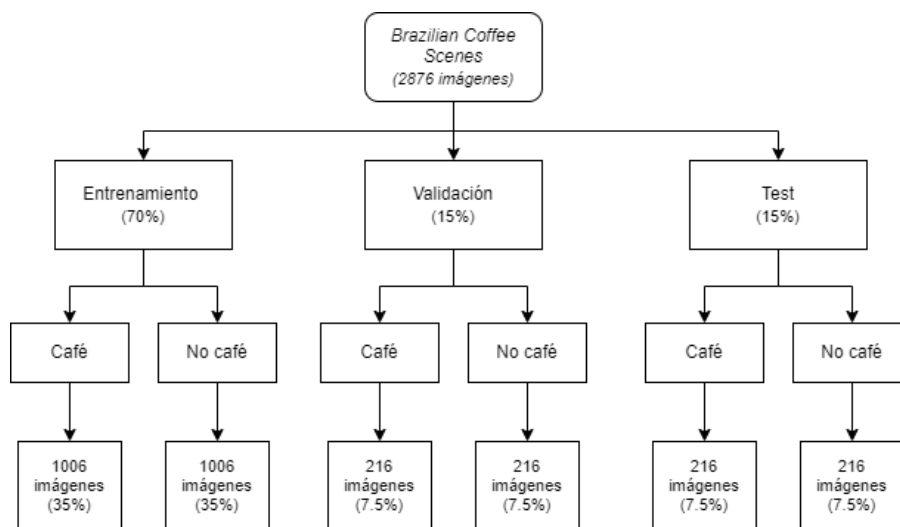 Brazilian Coffee
Scenes
(2876 imágenes)
Entrenamiento
(70%)
Validación
(15%)
Test
(15%)
Café
No café
Café
No café
Café
No café
1006
imágenes
(35%)
1006
imágenes
(35%)
216
imágenes
(7.5%)
216
imágenes
(7.5%)
216
imágenes
(7.5%)
216
imágenes
(7.5%)